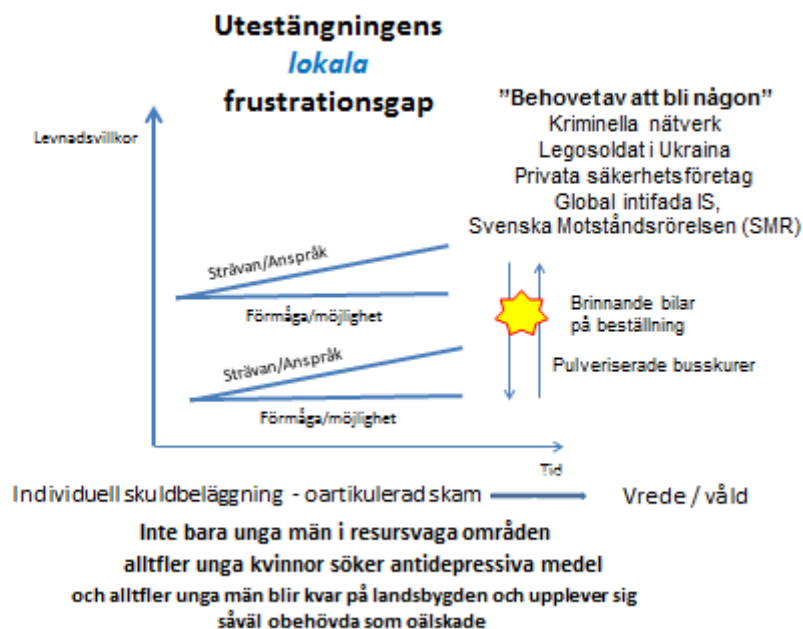 Utestängningens
lokala
frustrationsgap
"Behovet av att bli någon"
Kriminella nätverk
Legosoldat i Ukraina
Privata säkerhetsföretag
Global intifada IS,
Svenska Motståndsrörelsen (SMR)
Levnadsvillkor
Strävan/Anspråk
Förmåga/möjlighet
Strävan/Anspråk
Förmåga/möjlighet
Brinnande bilar
på beställning
Pulveriserade busskurer
Tid
Individuell skuldbeläggning - oartikulerad skam
Vrede / våld
Inte bara unga män i resursvaga områden
alltfler unga kvinnor söker antidepressiva medel
och alltfler unga män blir kvar på landsbygden och upplever sig
såväl obehövda som oälskade